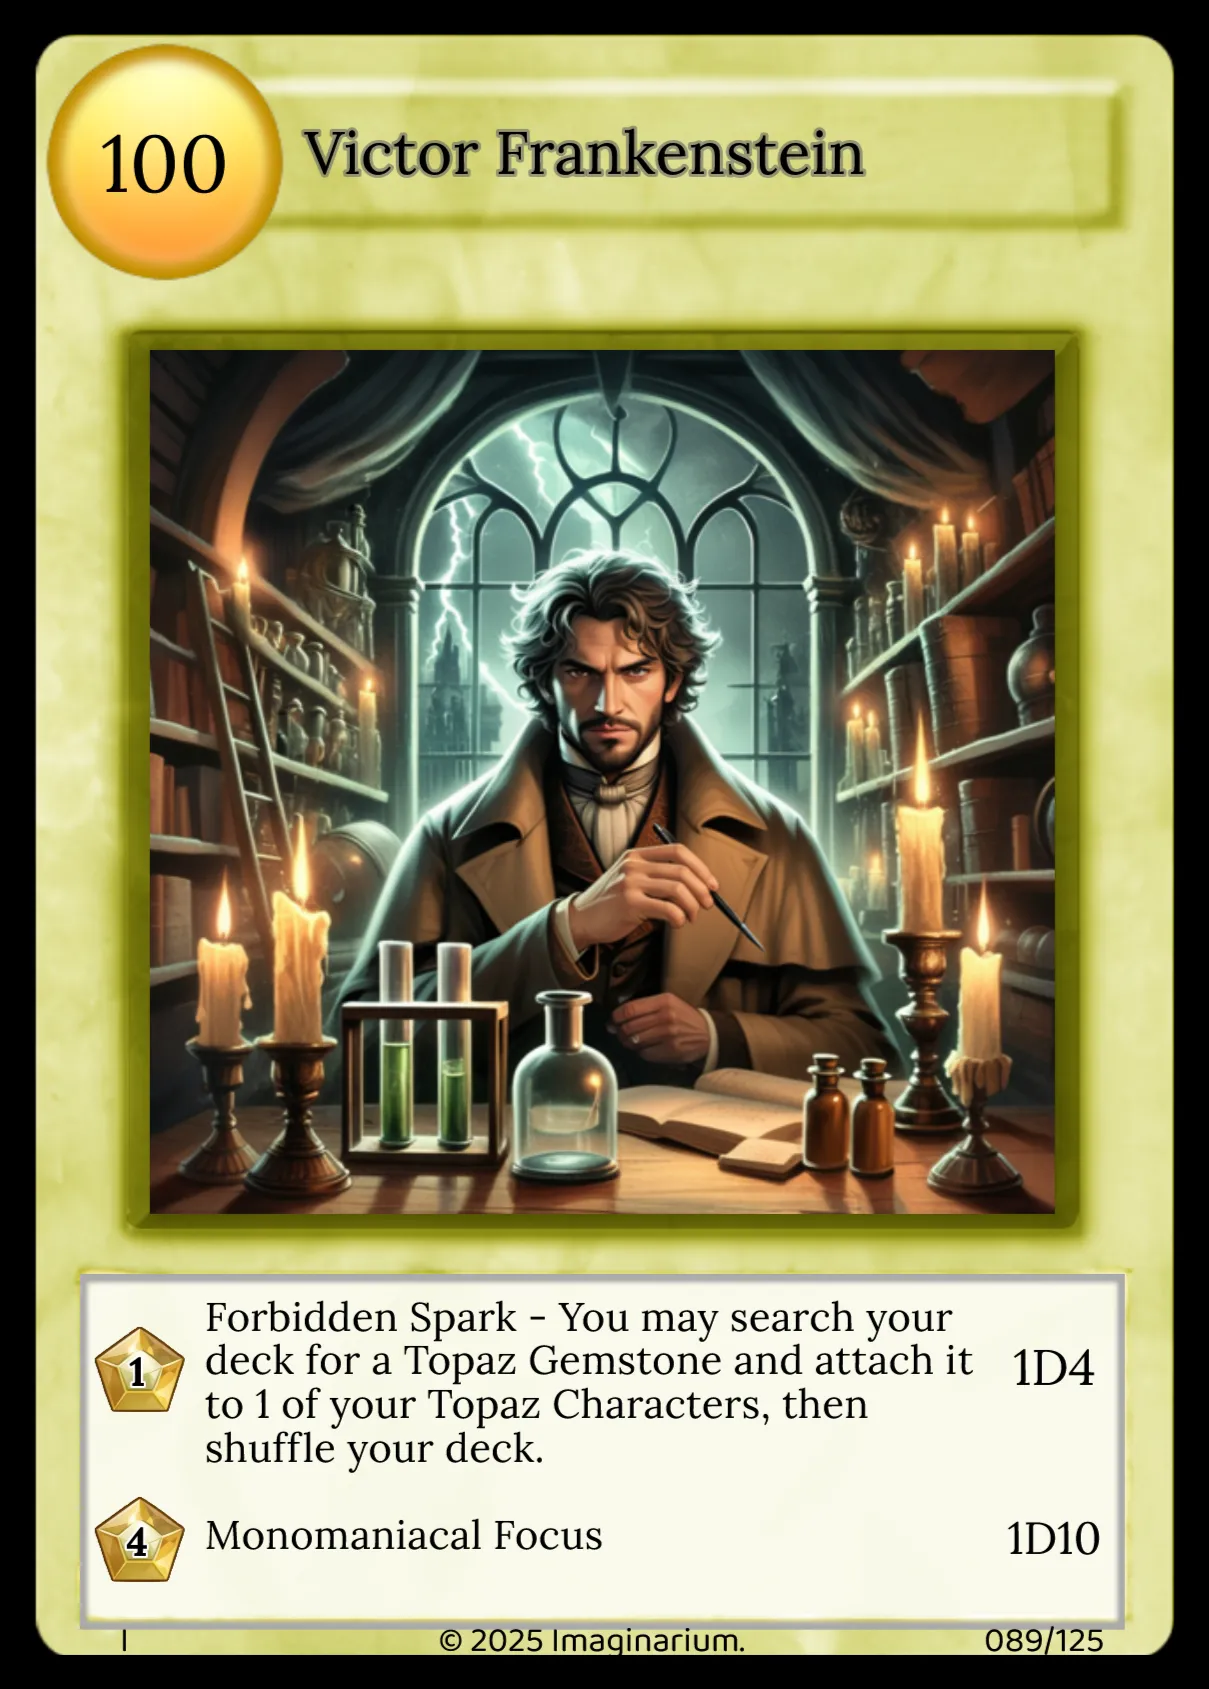 100
Victor Frankenstein
Forbidden Spark - You may search your
deck for a Topaz Gemstone and attach it
to 1 of your Topaz Characters, then
shuffle your deck.
1
1D4
4
Monomaniacal Focus
1D10
I
© 2025 Imaginarium.
089/125